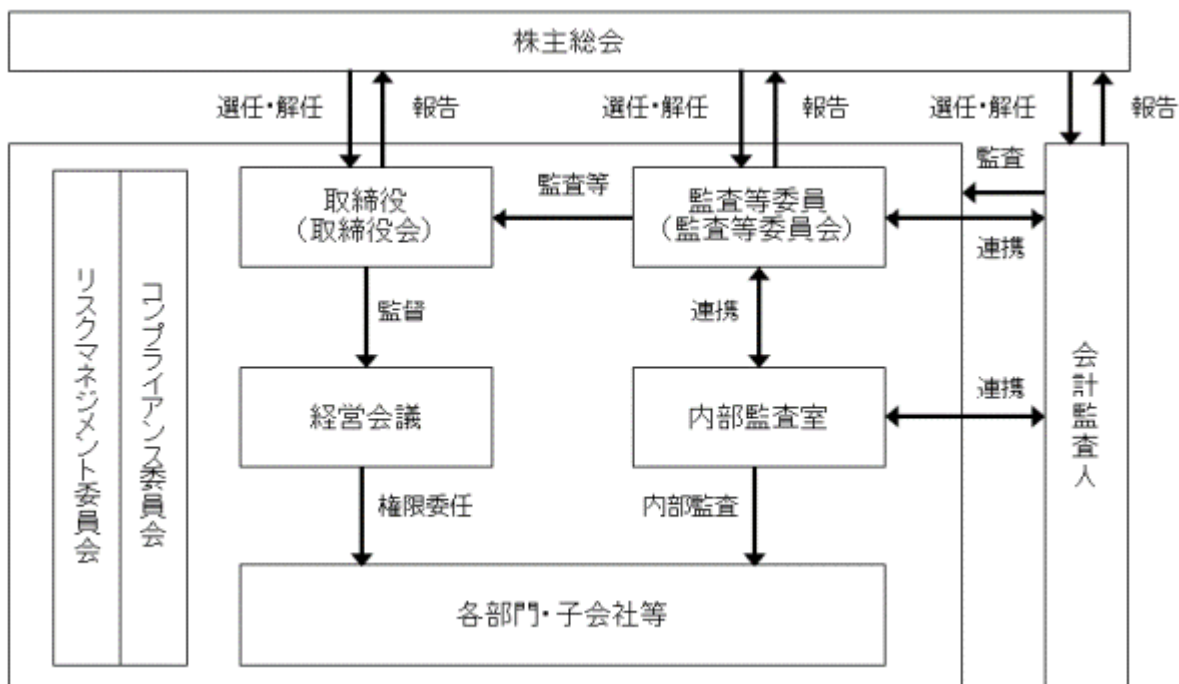 株主総会
選任・解任
報告
選任・解任
報告
選任・解任
報告
取締役
（取締役会）
監査等
監査等委員
（監査等委員会）
監査
連携
監督
連携
リスクマネジメント委員会
コンプライアンス委員会
経営会議
内部監査室
連携
会計監査人
権限委任
内部監査
各部門・子会社等